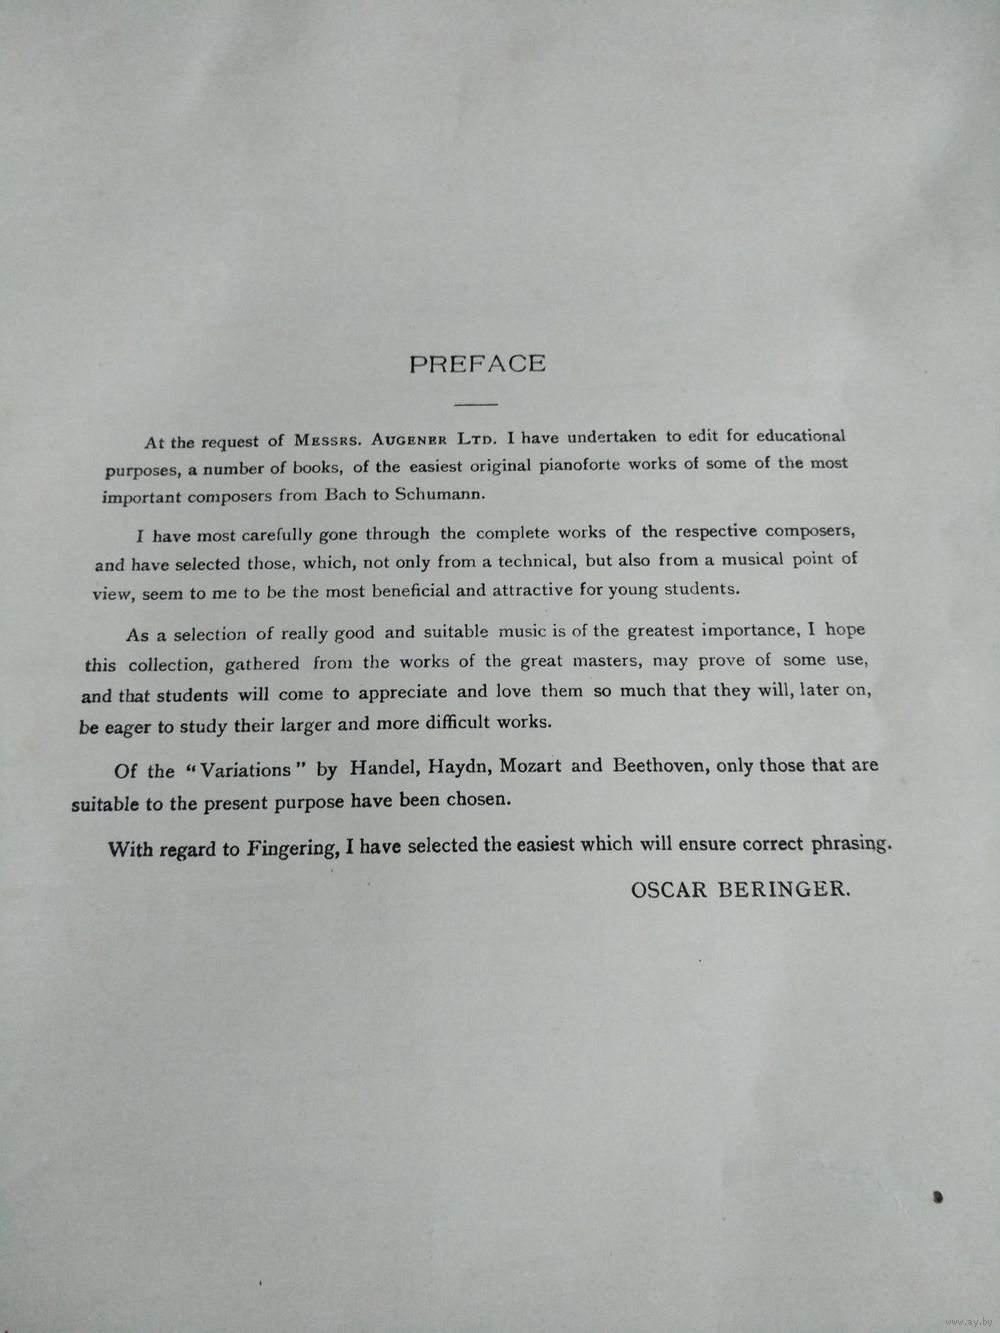 PREFACE
At the request of MESSRS. AUGENER LTD. I have undertaken to edit for educational
purposes, a number of books, of the easiest original pianoforte works of some of the most
important composers from Bach to Schumann.
I have most carefully gone through the complete works of the respective composers,
and have selected those, which, not only from a technical, but also from a musical point of
view, seem to me to be the most beneficial and attractive for young students.
As a selection of really good and suitable music is of the greatest importance, I hope
this collection, gathered from the works of the great masters, may prove of some use,
and that students will come to appreciate and love them so much that they will, later on,
be eager to study their larger and more difficult works.
Of the “Variations” by Handel, Haydn, Mozart and Beethoven, only those that are
suitable to the present purpose have been chosen.
With regard to Fingering, I have selected the easiest which will ensure correct phrasing.
OSCAR BERINGER.
www.ay.by